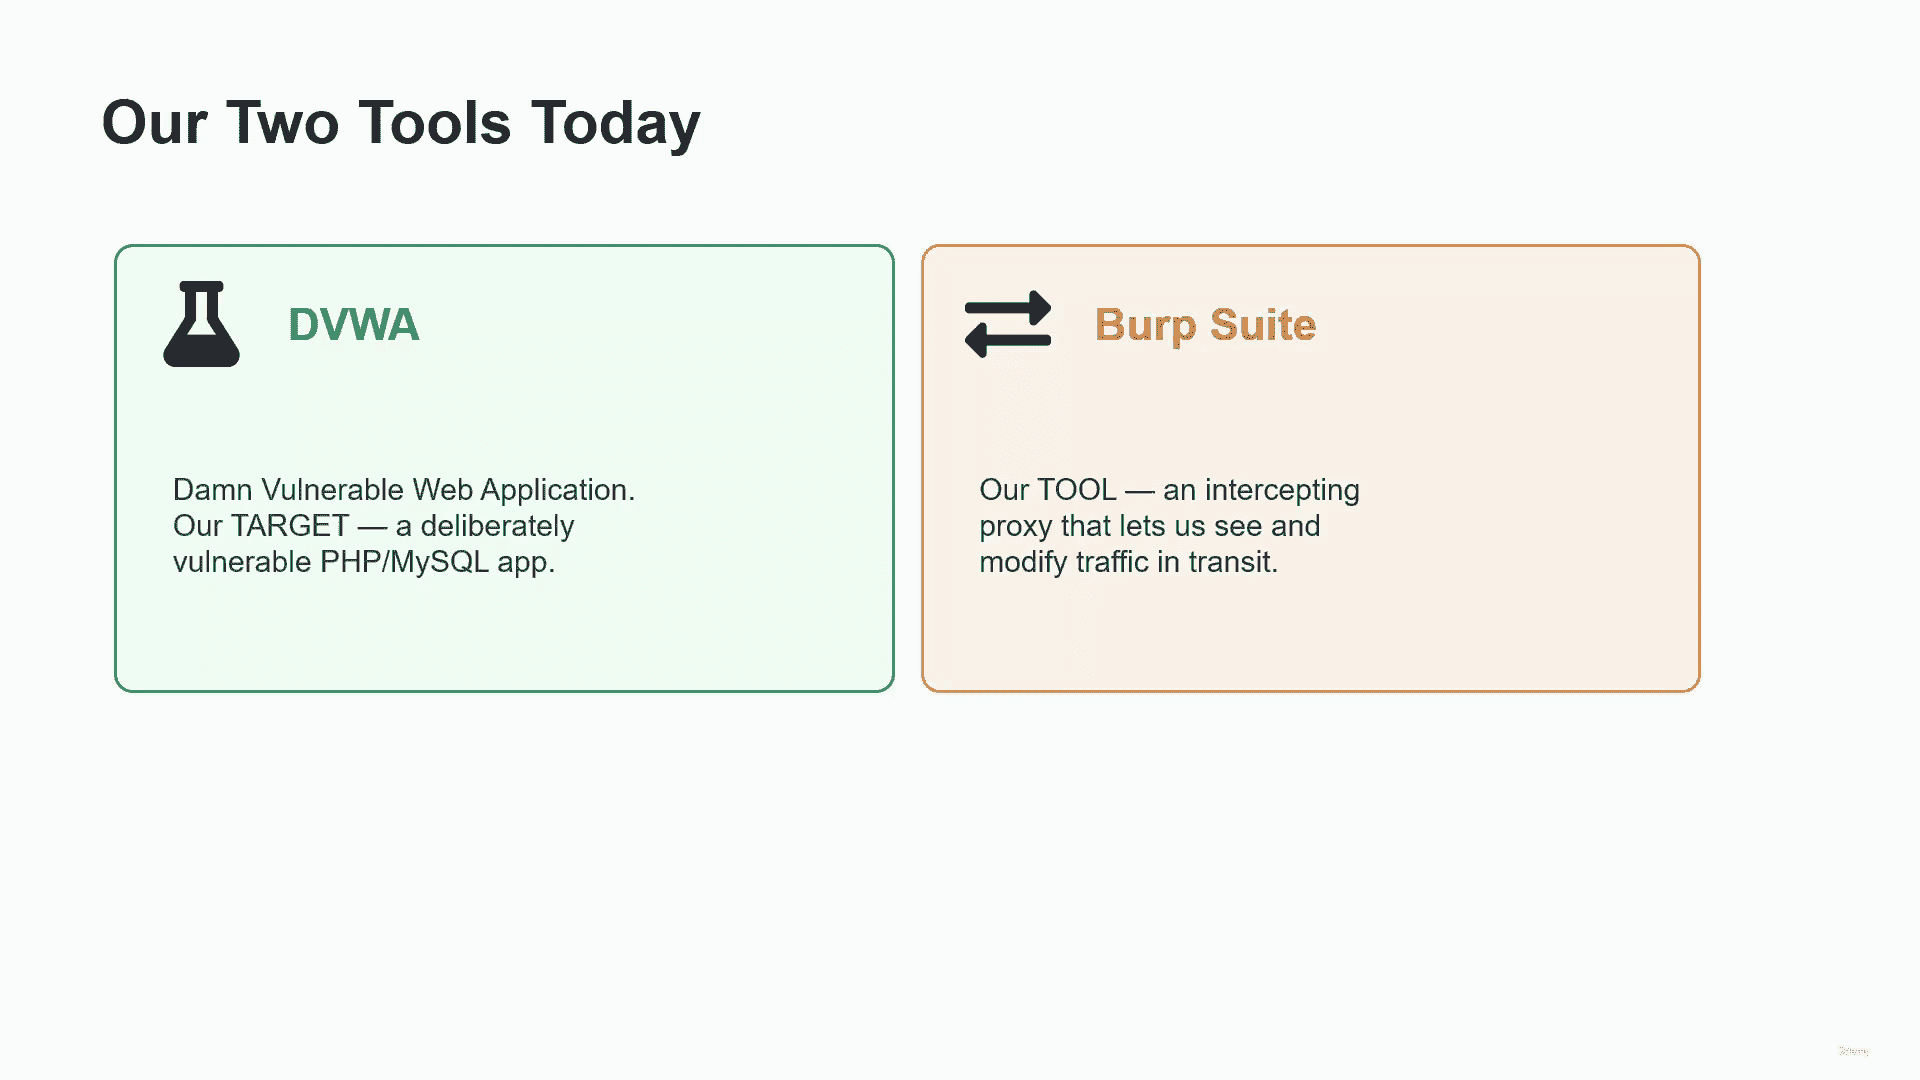 Our Two Tools Today
DVWA
Damn Vulnerable Web Application.
Our TARGET — a deliberately
vulnerable PHP/MySQL app.
Burp Suite
Our TOOL — an intercepting
proxy that lets us see and
modify traffic in transit.